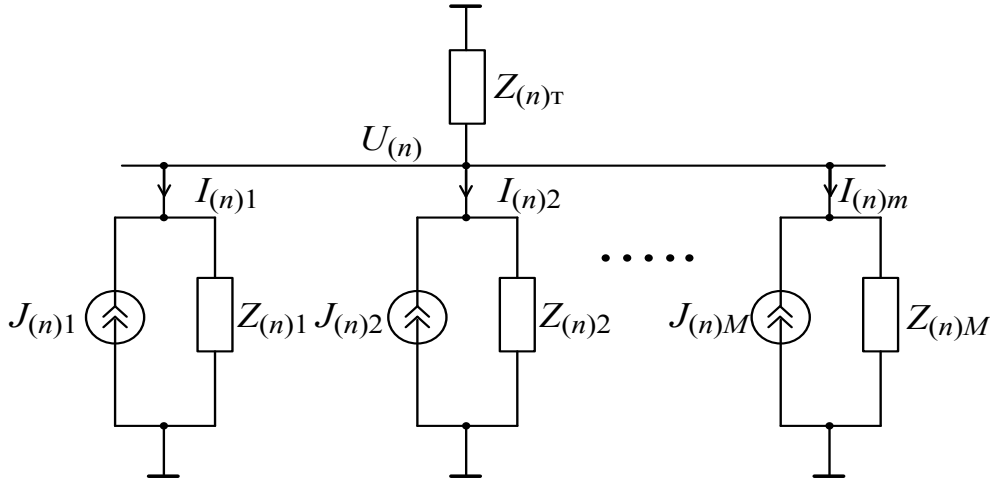 Z(n)т
U(n)
I(n)1
I(n)2
I(n)m
J(n)1
Z(n)1
J(n)2
Z(n)2
J(n)M
Z(n)M